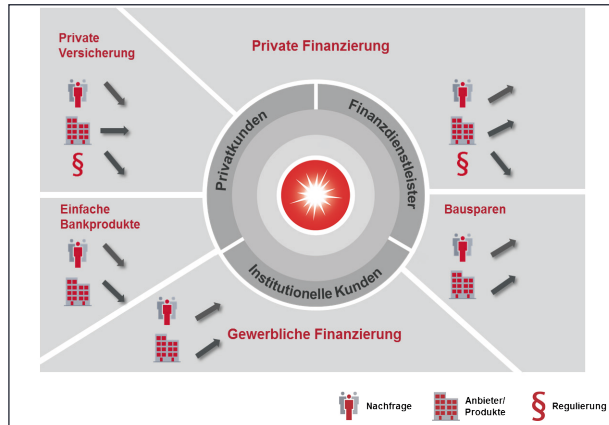 Private
Versicherung
§
Private Finanzierung
§
Privatkunden
Finanzdienstleister
Institutionelle Kunden
Einfache
Bankprodukte
Bausparen
Gewerbliche Finanzierung
Nachfrage
Anbieter/
Produkte
§ Regulierung